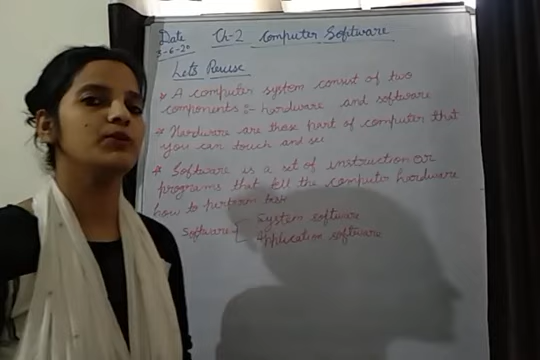 Date Ch-2 Computer Software
3-6-20
Lets Revise
* A computer system consist of two
components :- hardware and software
* Hardware are those part of computer that
you can touch and see
* Software is a set of instruction or
programs that tell the computer hardware
how to perform task
Software System software
Application software